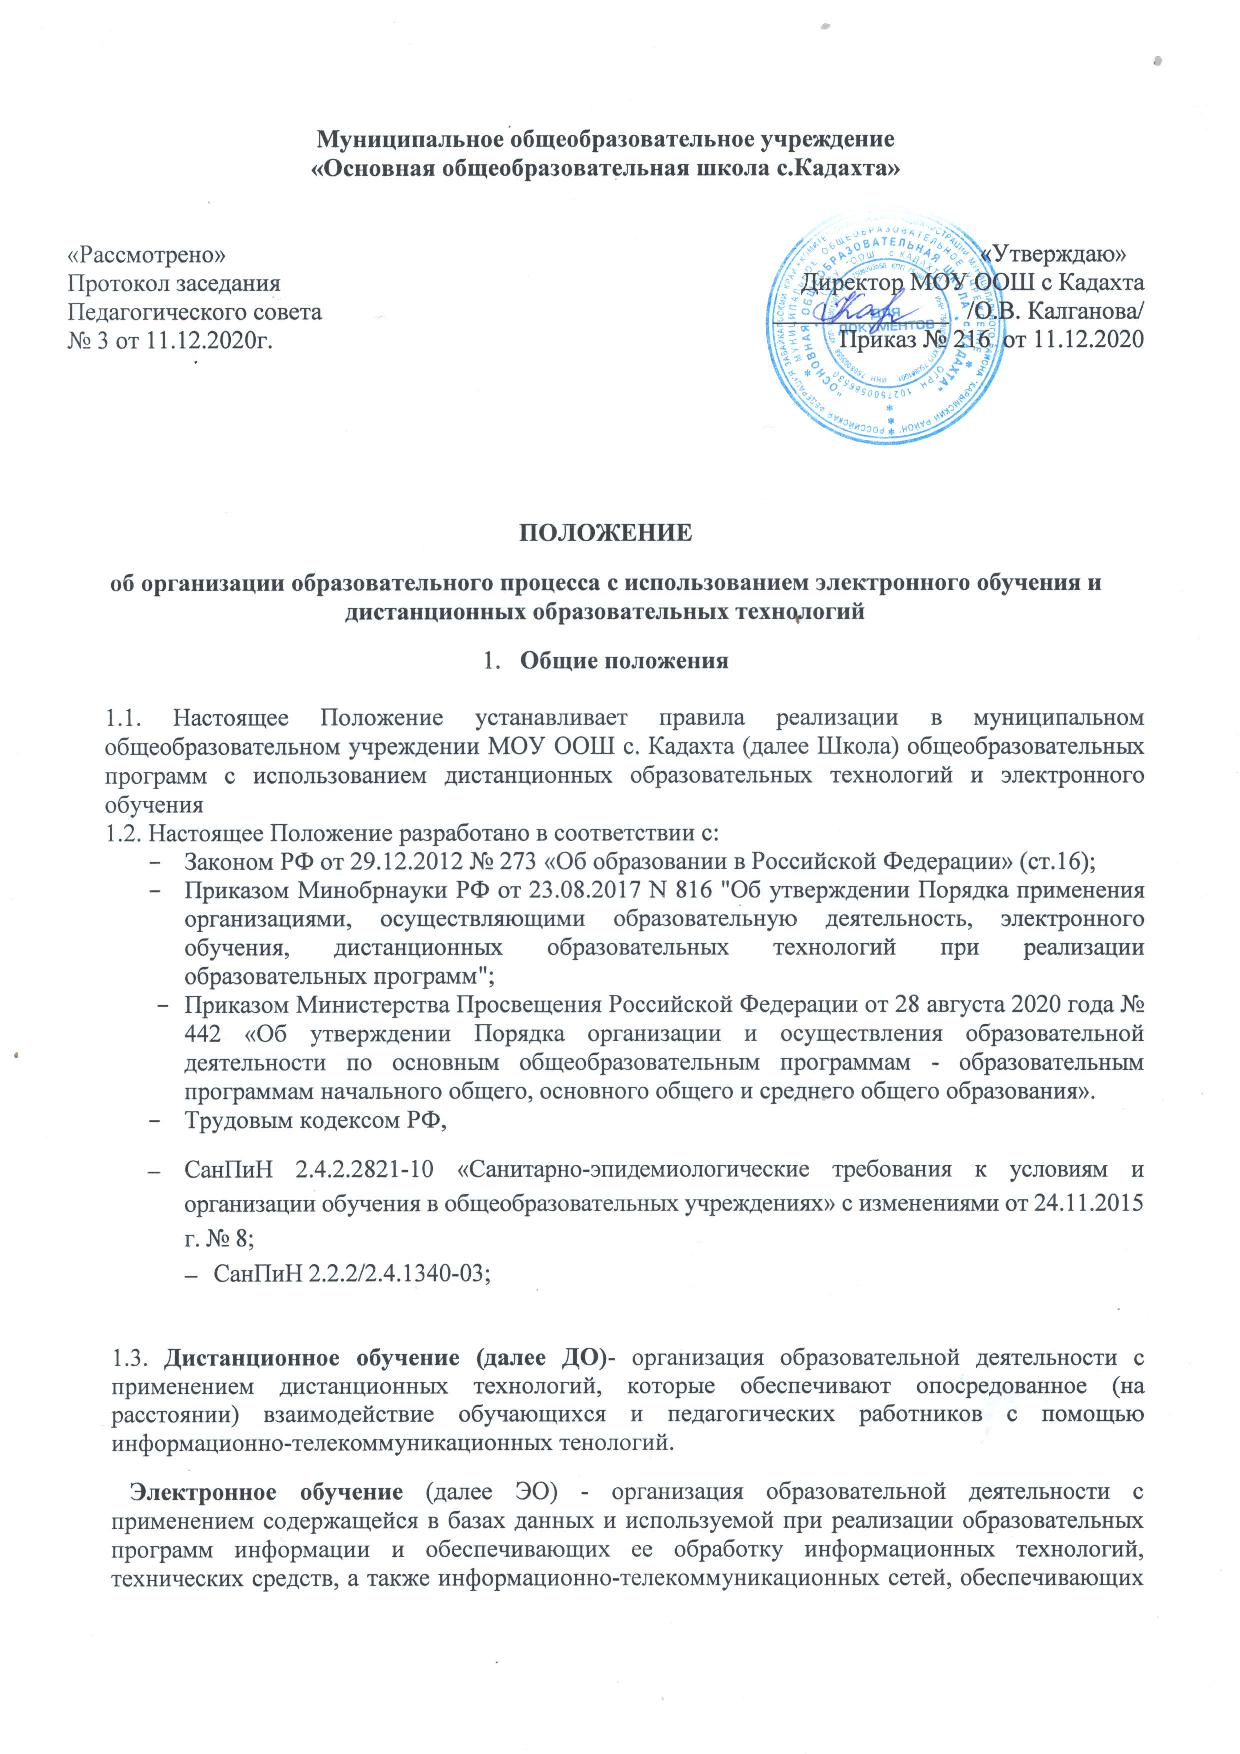 Муниципальное общеобразовательное учреждение
«Основная общеобразовательная школа с.Кадахта»
«Рассмотрено»
Протокол заседания
Педагогического совета
№ 3 от 11.12.2020г.
«Утверждаю»
Директор МОУ ООШ с Кадахта
/О.В. Калганова/
Приказ № 216 от 11.12.2020
ДЛЯ
ДОКУМЕНТОВ
ПОЛОЖЕНИЕ
об организации образовательного процесса с использованием электронного обучения и
дистанционных образовательных технологий
1. Общие положения
1.1. Настоящее Положение устанавливает правила реализации в муниципальном
общеобразовательном учреждении МОУ ООШ с. Кадахта (далее Школа) общеобразовательных
программ с использованием дистанционных образовательных технологий и электронного
обучения
1.2. Настоящее Положение разработано в соответствии с:
− Законом РФ от 29.12.2012 № 273 «Об образовании в Российской Федерации» (ст.16);
− Приказом Минобрнауки РФ от 23.08.2017 N 816 "Об утверждении Порядка применения
организациями, осуществляющими образовательную деятельность, электронного
обучения, дистанционных образовательных технологий при реализации
образовательных программ";
− Приказом Министерства Просвещения Российской Федерации от 28 августа 2020 года №
442 «Об утверждении Порядка организации и осуществления образовательной
деятельности по основным общеобразовательным программам - образовательным
программам начального общего, основного общего и среднего общего образования».
− Трудовым кодексом РФ,
− СанПиН 2.4.2.2821-10 «Санитарно-эпидемиологические требования к условиям и
организации обучения в общеобразовательных учреждениях» с изменениями от 24.11.2015
г. № 8;
− СанПиН 2.2.2/2.4.1340-03;
1.3. Дистанционное обучение (далее ДО)- организация образовательной деятельности с
применением дистанционных технологий, которые обеспечивают опосредованное (на
расстоянии) взаимодействие обучающихся и педагогических работников с помощью
информационно-телекоммуникационных тенологий.
Электронное обучение (далее ЭО) - организация образовательной деятельности с
применением содержащейся в базах данных и используемой при реализации образовательных
программ информации и обеспечивающих ее обработку информационных технологий,
технических средств, а также информационно-телекоммуникационных сетей, обеспечивающих